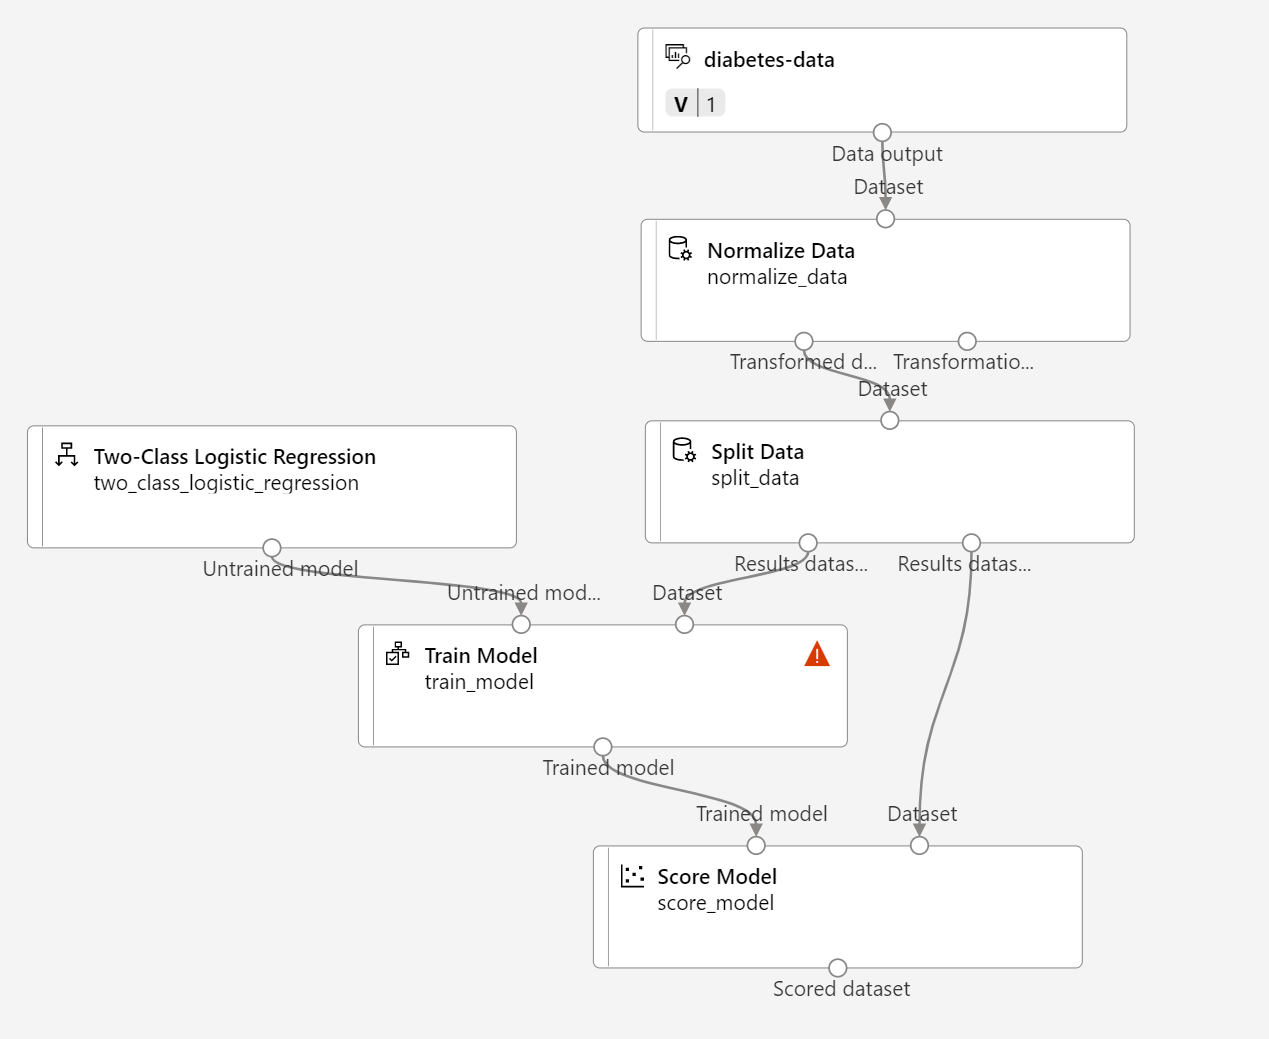 diabetes-data
V 1
Data output
Dataset
Normalize Data
normalize_data
Transformed d... Transformatio...
Dataset
Two-Class Logistic Regression
two_class_logistic_regression
Split Data
split_data
Untrained model
Results datas... Results datas...
Untrained mod... Dataset
Train Model
train_model
Trained model
Trained model Dataset
Score Model
score_model
Scored dataset